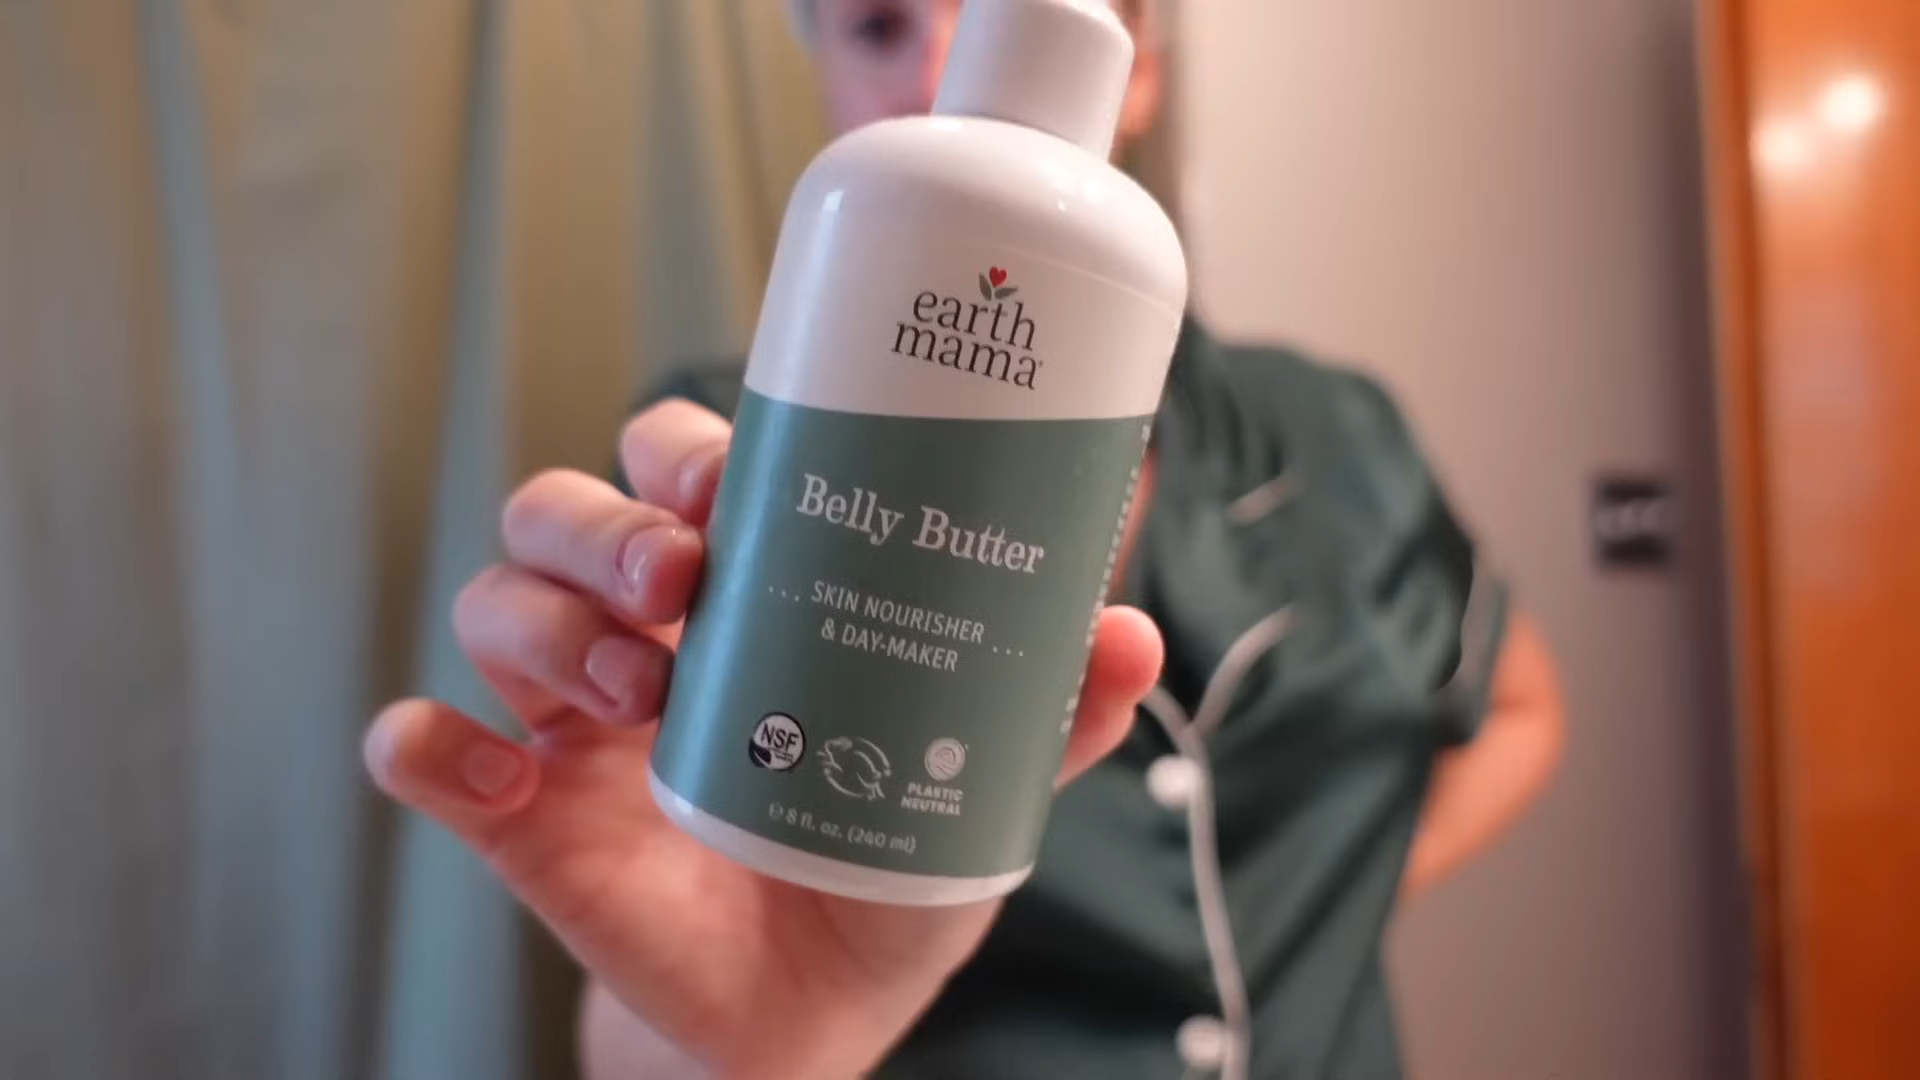 earth
mama
Belly Butter
... SKIN NOURISHER
& DAY-MAKER ...
NSF
PLASTIC
NEUTRAL
℮ 8 fl. oz. (240 ml)